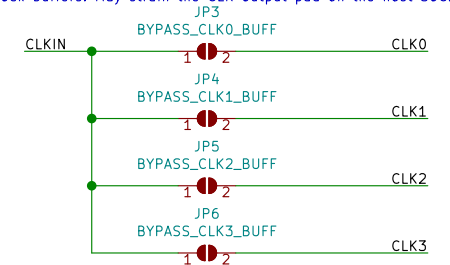 JP3
BYPASS_CLK0_BUFF
CLKIN
1 2
CLK0
JP4
BYPASS_CLK1_BUFF
1 2
CLK1
JP5
BYPASS_CLK2_BUFF
1 2
CLK2
JP6
BYPASS_CLK3_BUFF
1 2
CLK3